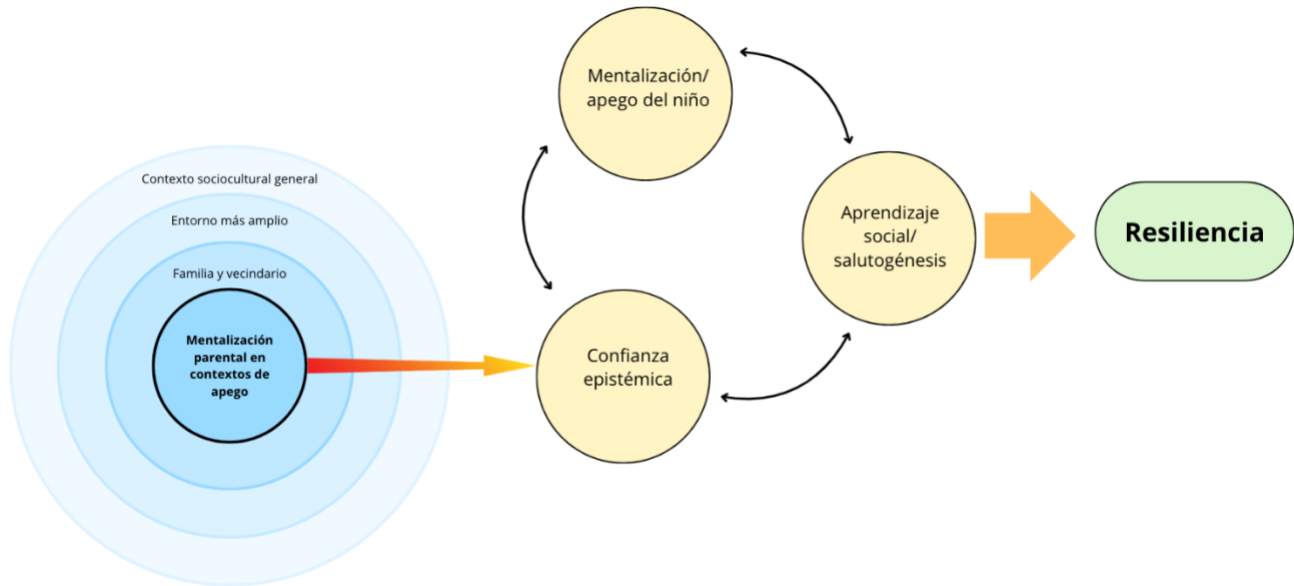 Contexto sociocultural general
Entorno más amplio
Familia y vecindario
Mentalización
parental en
contextos de
apego
Mentalización/
apego del niño
Confianza
epistémica
Aprendizaje
social/
salutogénesis
Resiliencia